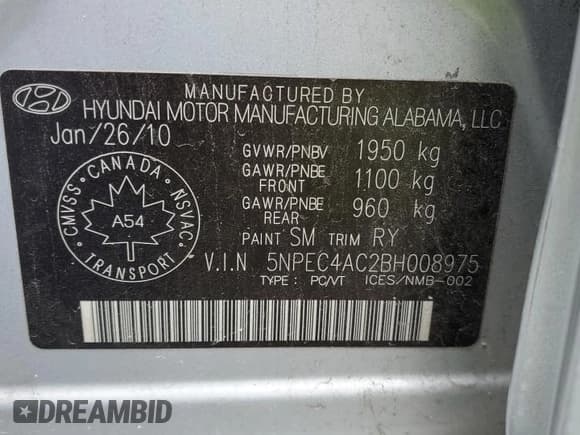 MANUFACTURED BY
HYUNDAI MOTOR MANUFACTURING ALABAMA, LLC
Jan/26/10
GVWR/PNBV 1950 kg
GAWR/PNBE FRONT 1100 kg
GAWR/PNBE REAR 960 kg
PAINT SM TRIM RY
CMVSS · CANADA · NSVAC
A54
TRANSPORT
V.I.N 5NPEC4AC2BH008975
TYPE : PC/VT ICES/NMB-002
DREAMBID